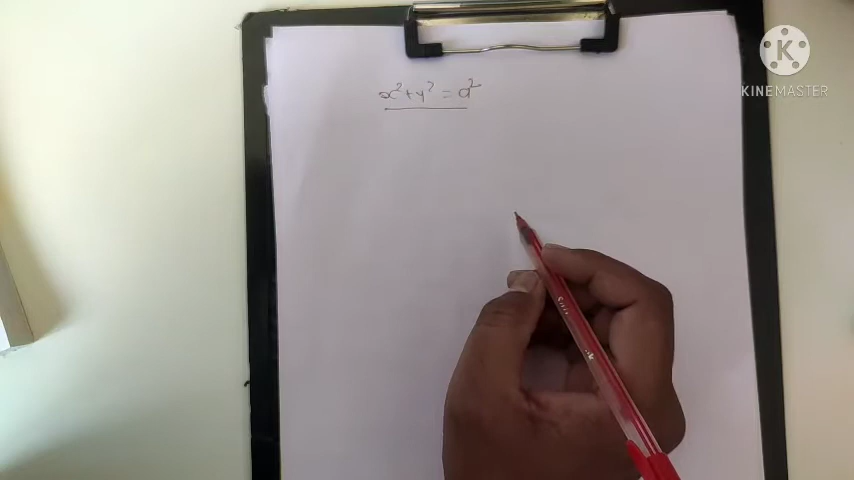 x² + y² = a²
K
KINEMASTER